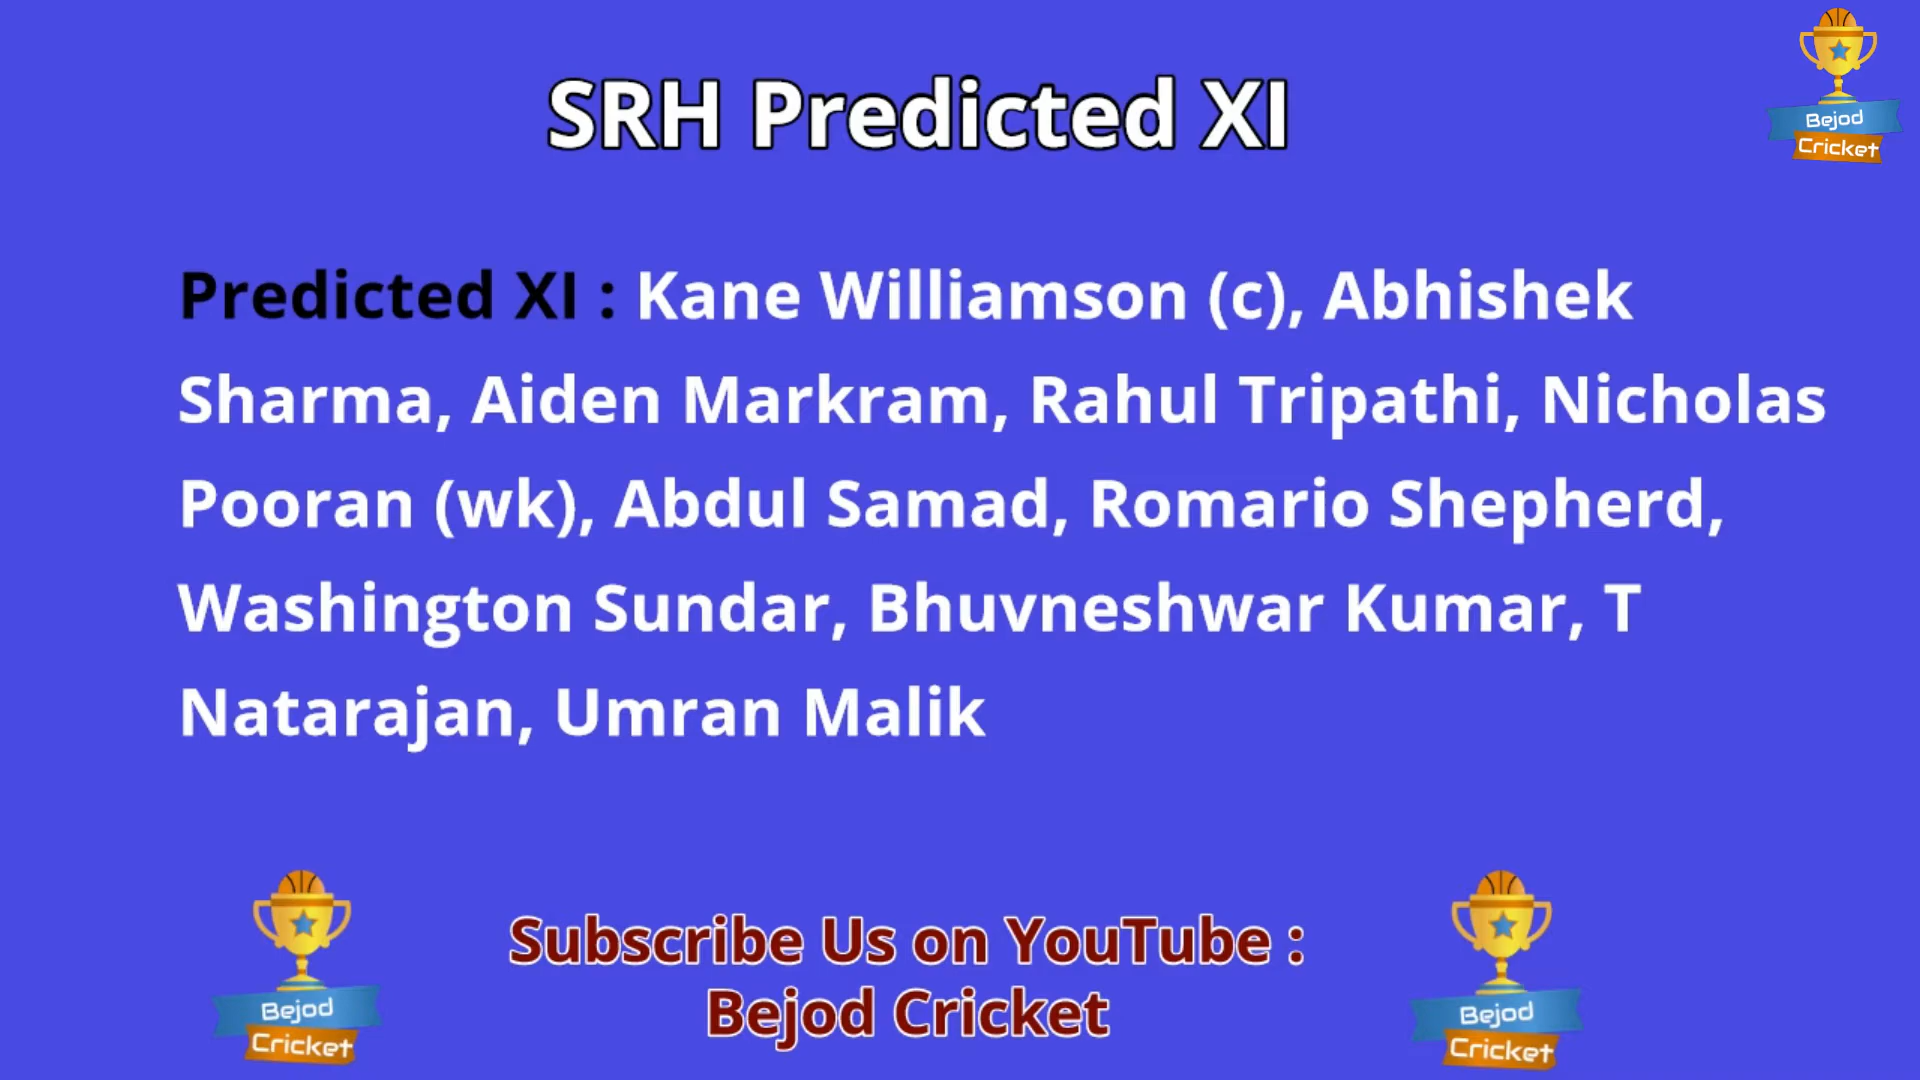 SRH Predicted XI
Bejod
Cricket
Predicted XI : Kane Williamson (c), Abhishek
Sharma, Aiden Markram, Rahul Tripathi, Nicholas
Pooran (wk), Abdul Samad, Romario Shepherd,
Washington Sundar, Bhuvneshwar Kumar, T
Natarajan, Umran Malik
Bejod
Cricket
Subscribe Us on YouTube :
Bejod Cricket
Bejod
Cricket